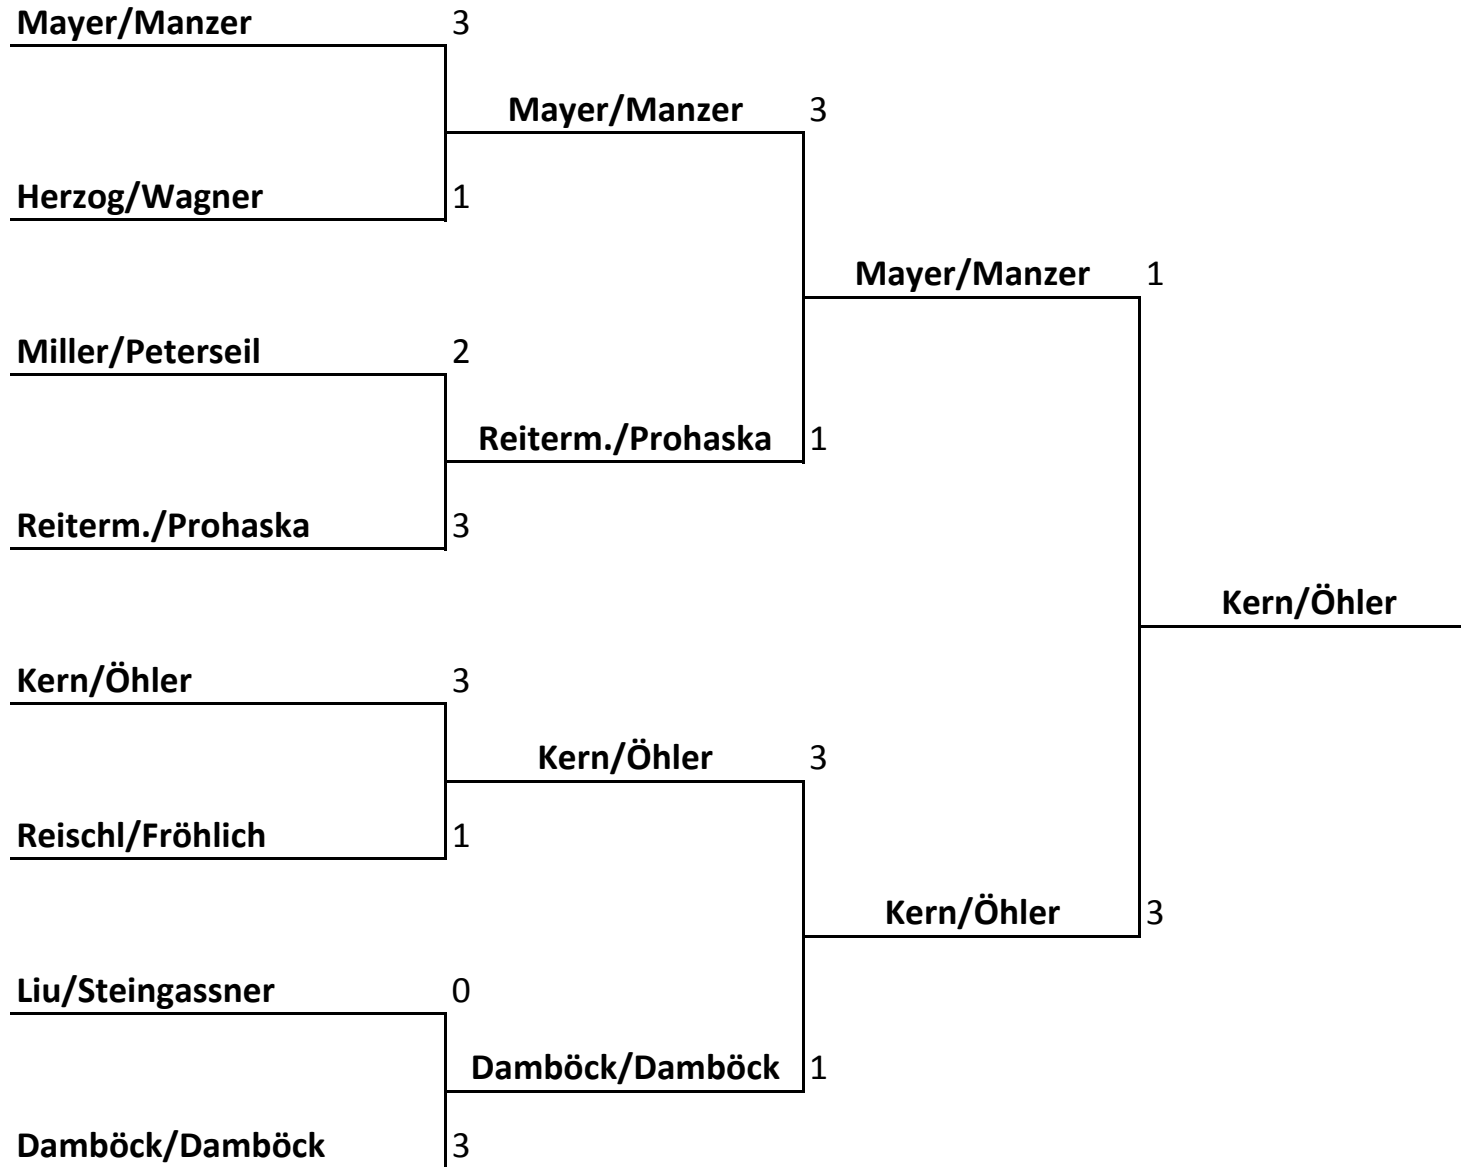 Mayer/Manzer 3
Mayer/Manzer 3
Herzog/Wagner 1
Mayer/Manzer 1
Miller/Peterseil 2
Reiterm./Prohaska 1
Reiterm./Prohaska 3
Kern/Öhler
Kern/Öhler 3
Kern/Öhler 3
Reischl/Fröhlich 1
Kern/Öhler 3
Liu/Steingassner 0
Damböck/Damböck 1
Damböck/Damböck 3